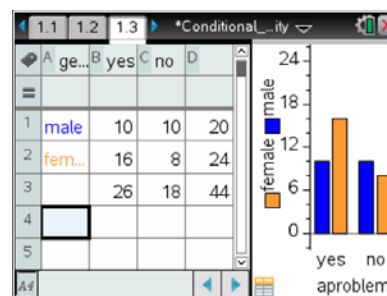 1.1 1.2 1.3 *Conditional_...ity
A ge... B yes C no D
=
1 male 10 10 20
2 fem... 16 8 24
3 26 18 44
4
5
A4
24
18
12
6
0
male
female
yes no
aproblem